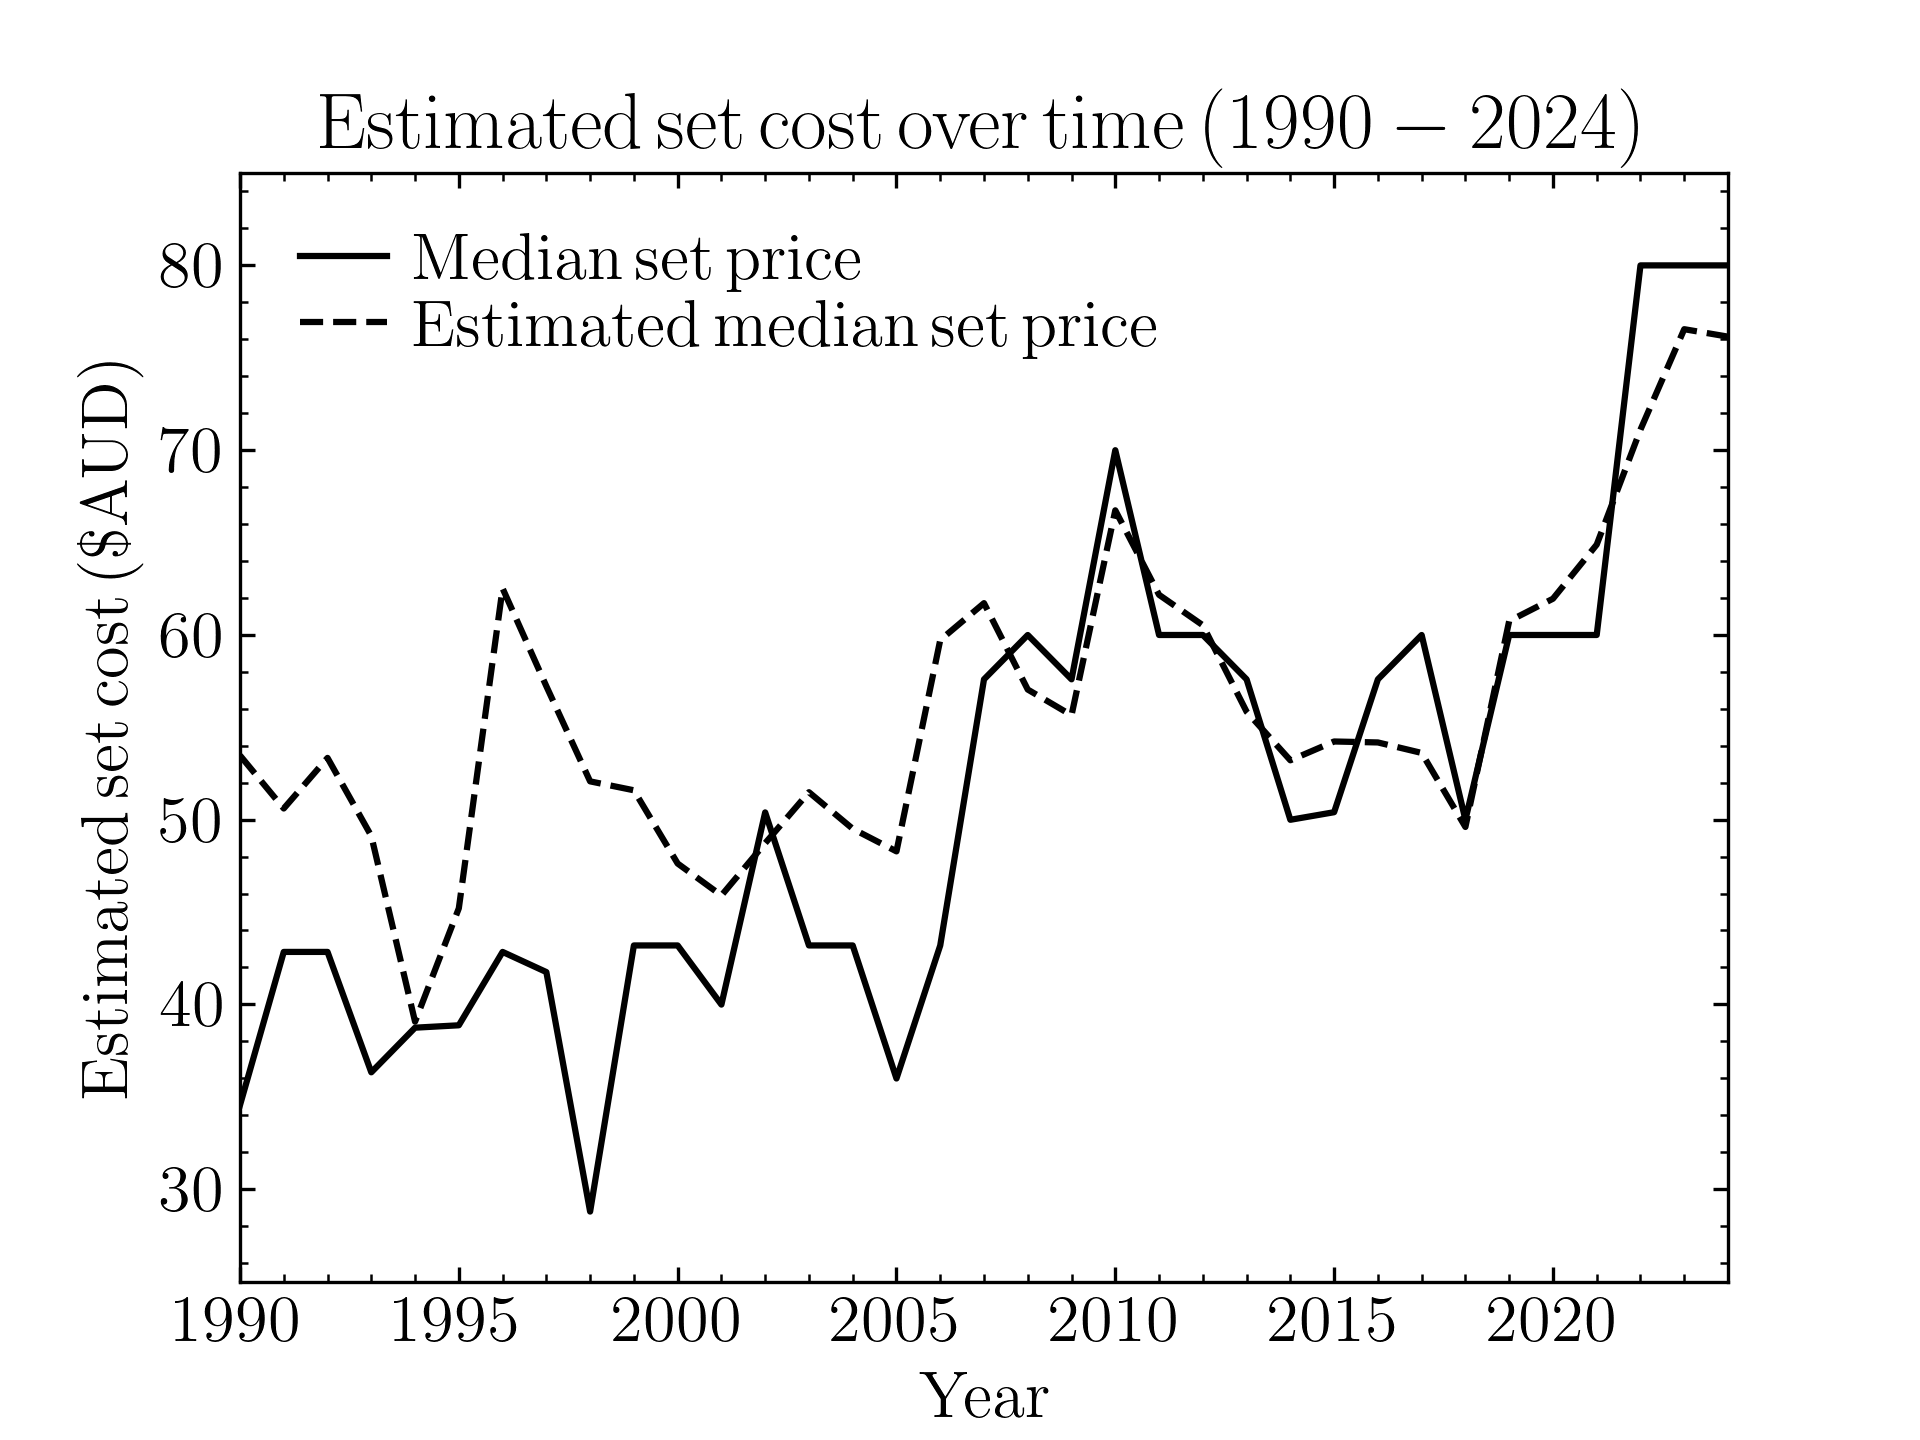 Estimated set cost over time (1990 − 2024)
Median set price
Estimated median set price
Estimated set cost ($AUD)
80
70
60
50
40
30
1990 1995 2000 2005 2010 2015 2020
Year